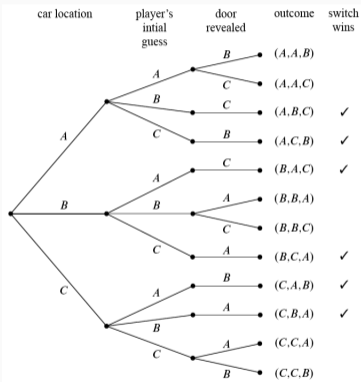 car location player's door outcome switch
intial revealed wins
guess
B (A,A,B)
A
C (A,A,C)
B C (A,B,C) ✓
A C B (A,C,B) ✓
C (B,A,C) ✓
A
B B A (B,B,A)
C (B,B,C)
C A (B,C,A) ✓
C A B (C,A,B) ✓
B A (C,B,A) ✓
C A (C,C,A)
B (C,C,B)